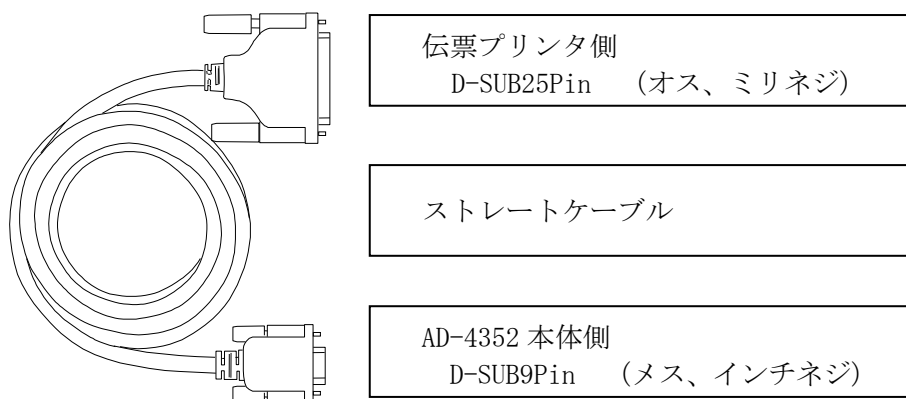 伝票プリンタ側
D-SUB25Pin （オス、ミリネジ）
ストレートケーブル
AD-4352 本体側
D-SUB9Pin （メス、インチネジ）